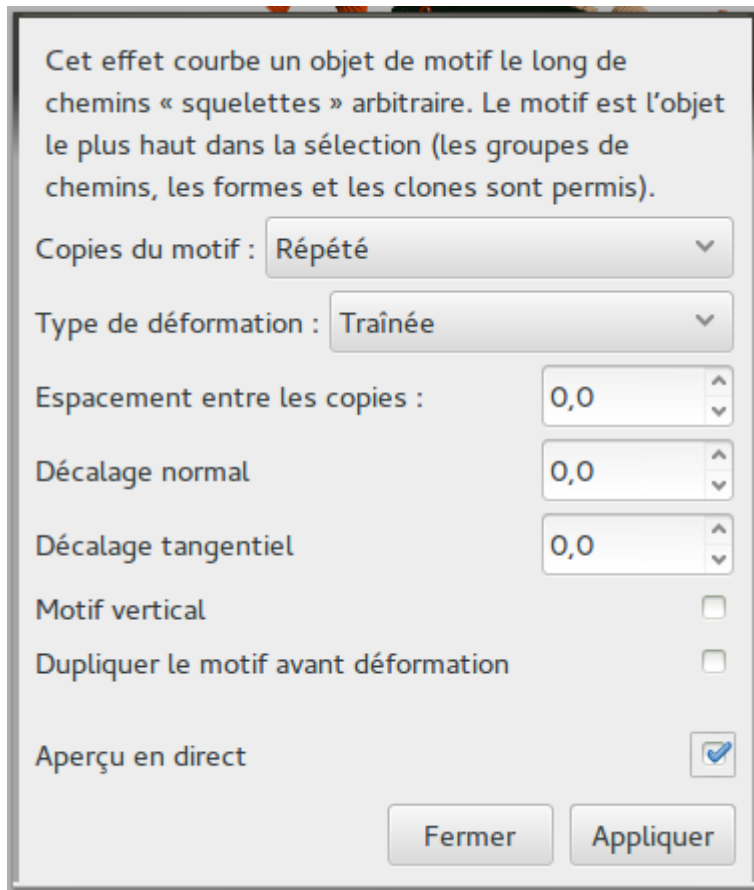 Cet effet courbe un objet de motif le long de
chemins « squelettes » arbitraire. Le motif est l’objet
le plus haut dans la sélection (les groupes de
chemins, les formes et les clones sont permis).
Copies du motif : Répété
Type de déformation : Traînée
Espacement entre les copies : 0,0
Décalage normal 0,0
Décalage tangentiel 0,0
Motif vertical
Dupliquer le motif avant déformation
Aperçu en direct
Fermer Appliquer